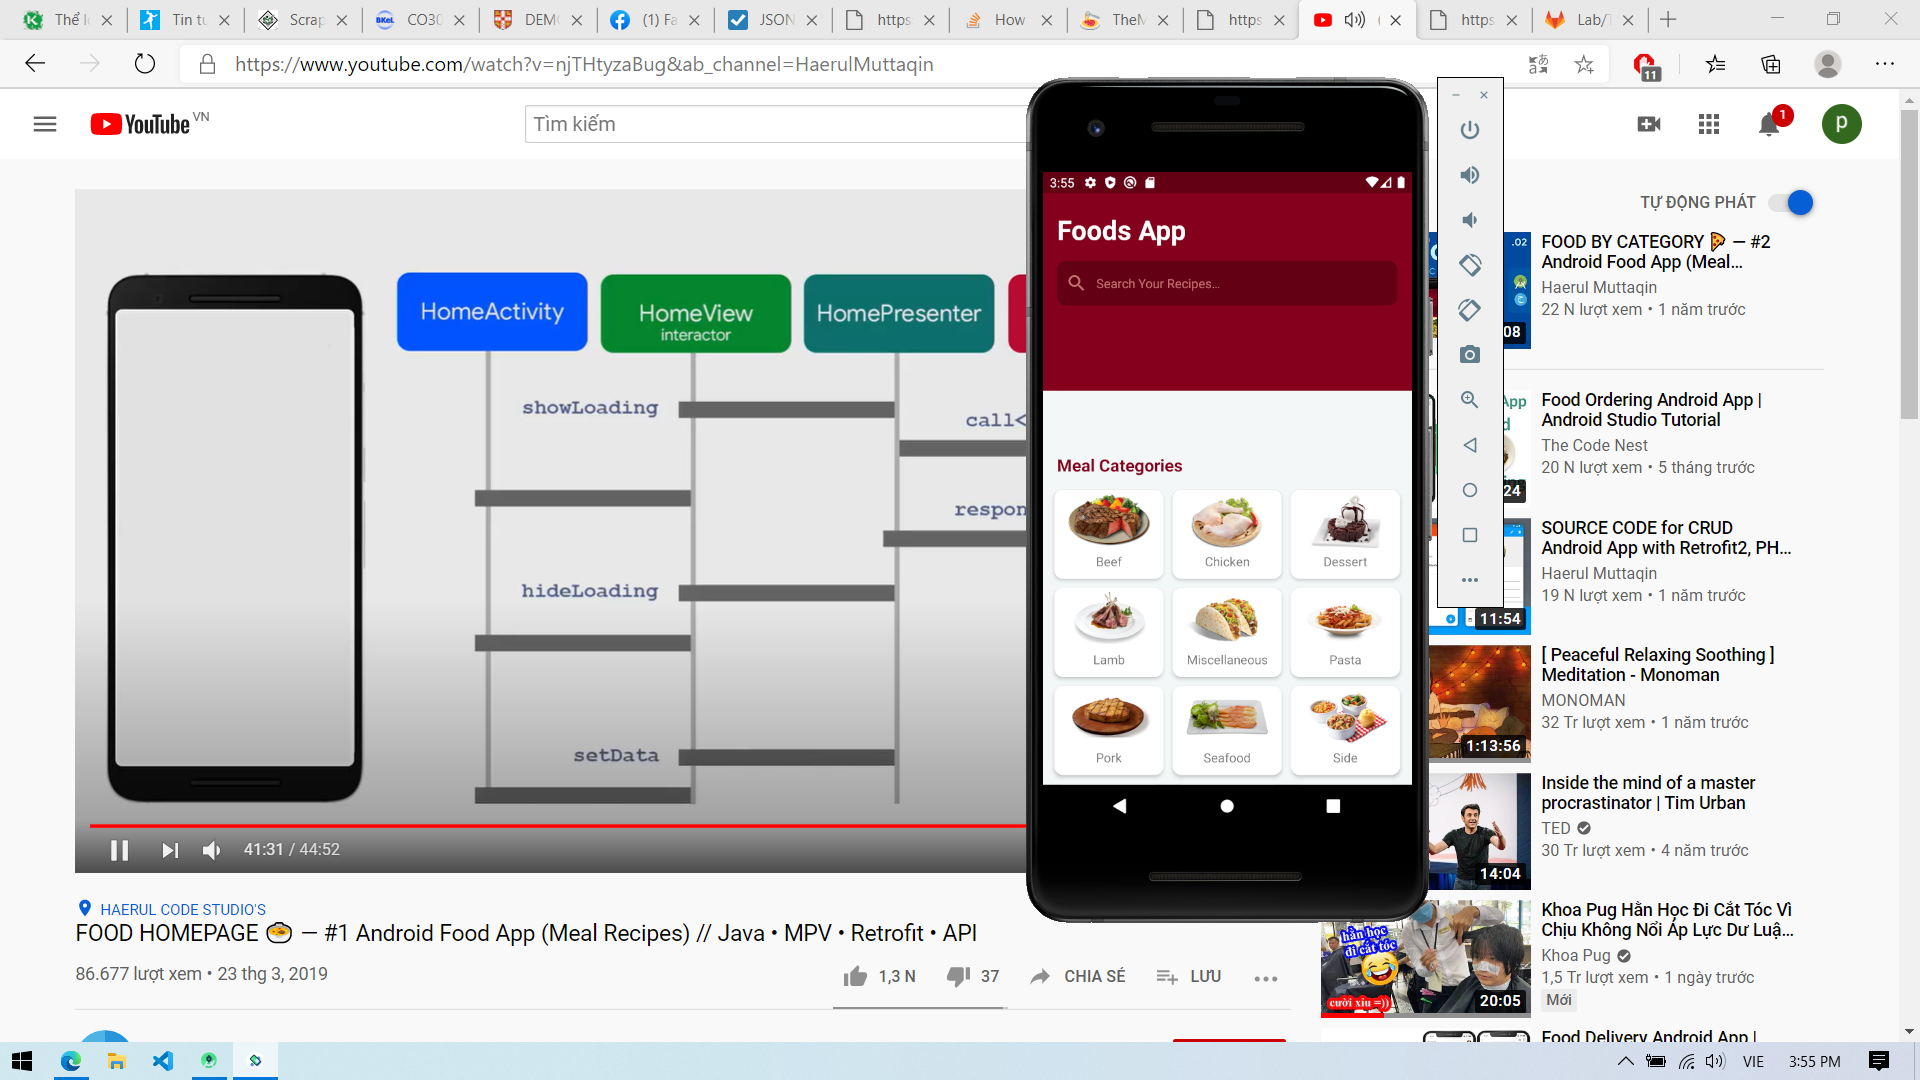 Thể l
Tin tu
Scrap
CO30
DEMO
(1) Fa
JSON
https
How
TheM
https
https
Lab/
https://www.youtube.com/watch?v=njTHtyzaBug&ab_channel=HaerulMuttaqin
11
YouTube VN
Tìm kiếm
1
p
HomeActivity
HomeView
interactor
HomePresenter
showLoading
call<
respon
hideLoading
setData
41:31 / 44:52
3:55
Foods App
Search Your Recipes...
Meal Categories
Beef
Chicken
Dessert
Lamb
Miscellaneous
Pasta
Pork
Seafood
Side
HAERUL CODE STUDIO'S
FOOD HOMEPAGE 🍲 — #1 Android Food App (Meal Recipes) // Java • MPV • Retrofit • API
86.677 lượt xem • 23 thg 3, 2019
1,3 N
37
CHIA SẺ
LƯU
TỰ ĐỘNG PHÁT
.02
08
FOOD BY CATEGORY 🍕 — #2
Android Food App (Meal...
Haerul Muttaqin
22 N lượt xem • 1 năm trước
App
24
Food Ordering Android App |
Android Studio Tutorial
The Code Nest
20 N lượt xem • 5 tháng trước
11:54
SOURCE CODE for CRUD
Android App with Retrofit2, PH...
Haerul Muttaqin
19 N lượt xem • 1 năm trước
1:13:56
[ Peaceful Relaxing Soothing ]
Meditation - Monoman
MONOMAN
32 Tr lượt xem • 1 năm trước
14:04
Inside the mind of a master
procrastinator | Tim Urban
TED
30 Tr lượt xem • 4 năm trước
hằn học
đi cắt tóc
cười xỉu =))
20:05
Khoa Pug Hằn Học Đi Cắt Tóc Vì
Chịu Không Nổi Áp Lực Dư Luậ...
Khoa Pug
1,5 Tr lượt xem • 1 ngày trước
Mới
Food Delivery Android App |
VIE
3:55 PM